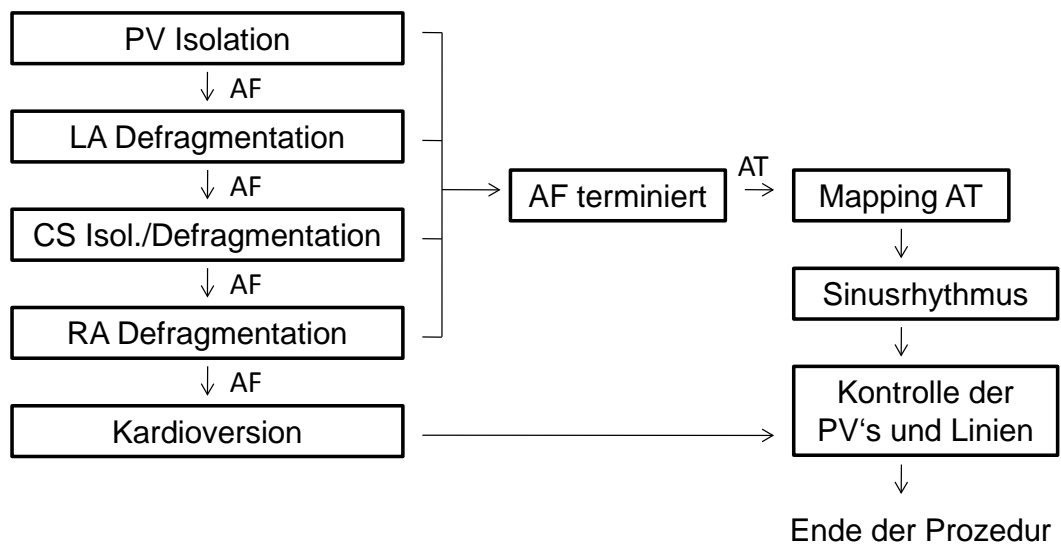 PV Isolation
AF
LA Defragmentation
AF
CS Isol./Defragmentation
AF
RA Defragmentation
AF
Kardioversion
AF terminiert
AT
Mapping AT
Sinusrhythmus
Kontrolle der
PV‘s und Linien
Ende der Prozedur